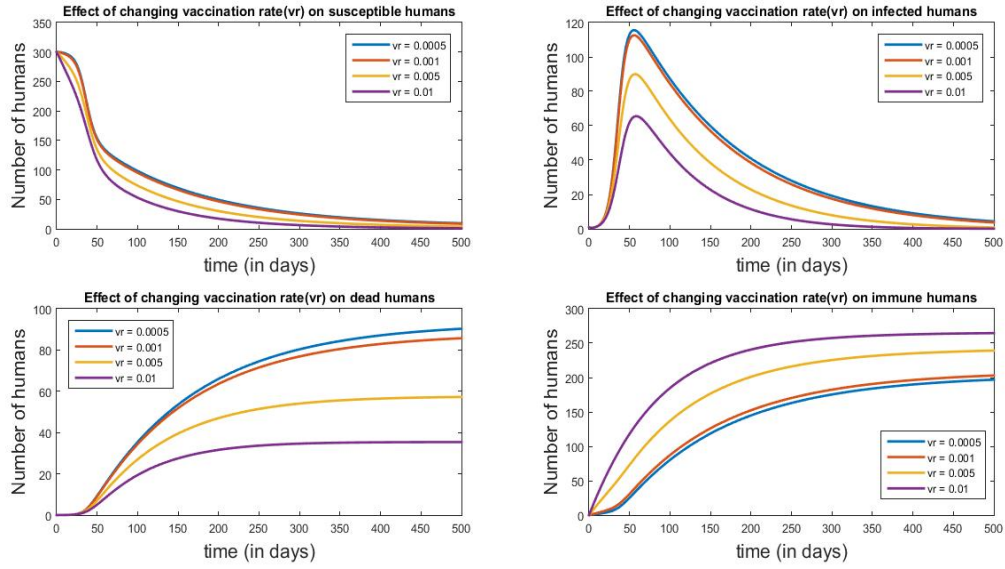 Effect of changing vaccination rate(vr) on susceptible humans
350
300
250
200
150
100
50
0
Number of humans
vr = 0.0005
vr = 0.001
vr = 0.005
vr = 0.01
0 50 100 150 200 250 300 350 400 450 500
time (in days)
Effect of changing vaccination rate(vr) on infected humans
120
100
80
60
40
20
0
Number of humans
vr = 0.0005
vr = 0.001
vr = 0.005
vr = 0.01
0 50 100 150 200 250 300 350 400 450 500
time (in days)
Effect of changing vaccination rate(vr) on dead humans
100
80
60
40
20
0
Number of humans
vr = 0.0005
vr = 0.001
vr = 0.005
vr = 0.01
0 50 100 150 200 250 300 350 400 450 500
time (in days)
Effect of changing vaccination rate(vr) on immune humans
300
250
200
150
100
50
0
Number of humans
vr = 0.0005
vr = 0.001
vr = 0.005
vr = 0.01
0 50 100 150 200 250 300 350 400 450 500
time (in days)